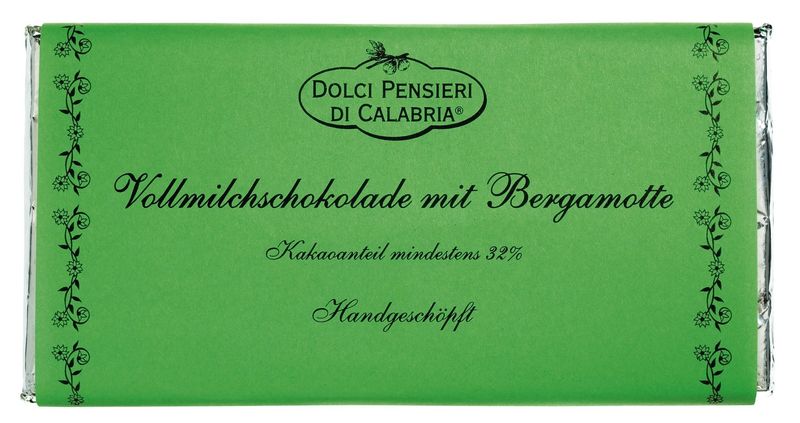 DOLCI PENSIERI
DI CALABRIA®
Vollmilchschokolade mit Bergamotte
Kakaoanteil mindestens 32%
Handgeschöpft